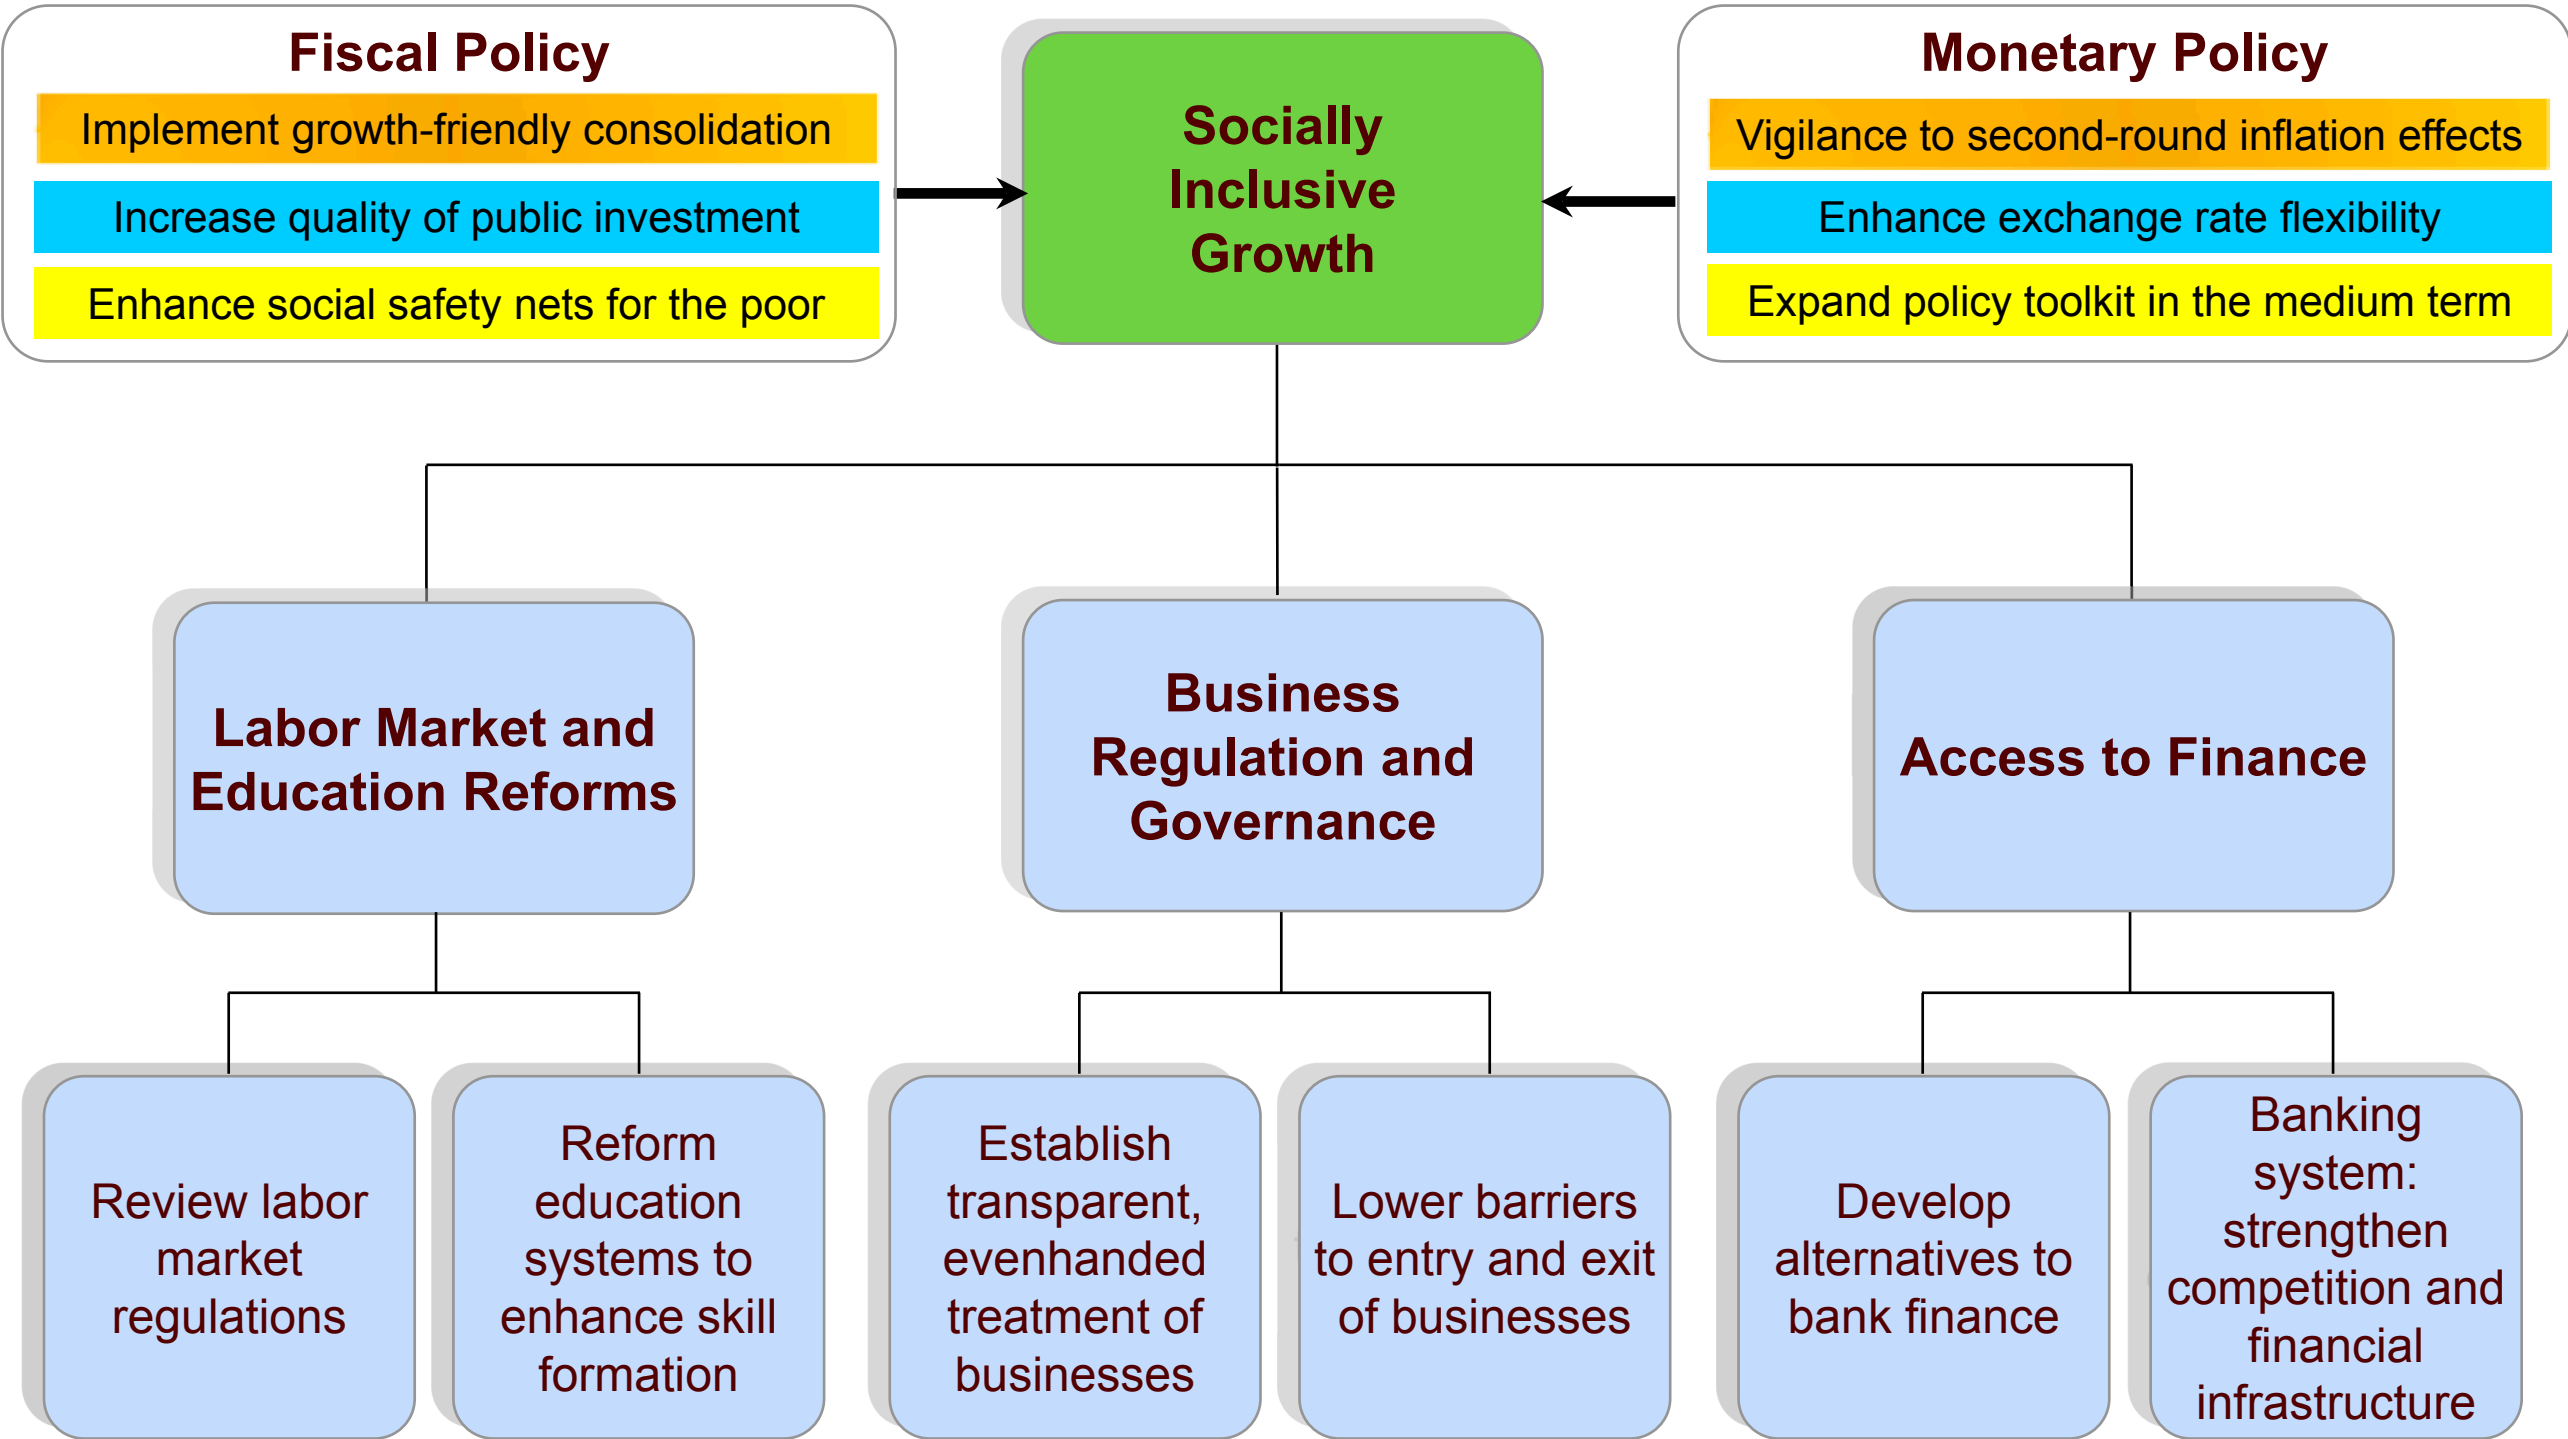 Fiscal Policy
Implement growth-friendly consolidation
Increase quality of public investment
Enhance social safety nets for the poor
Socially
Inclusive
Growth
Monetary Policy
Vigilance to second-round inflation effects
Enhance exchange rate flexibility
Expand policy toolkit in the medium term
Labor Market and
Education Reforms
Business
Regulation and
Governance
Access to Finance
Review labor
market
regulations
Reform
education
systems to
enhance skill
formation
Establish
transparent,
evenhanded
treatment of
businesses
Lower barriers
to entry and exit
of businesses
Develop
alternatives to
bank finance
Banking
system:
strengthen
competition and
financial
infrastructure